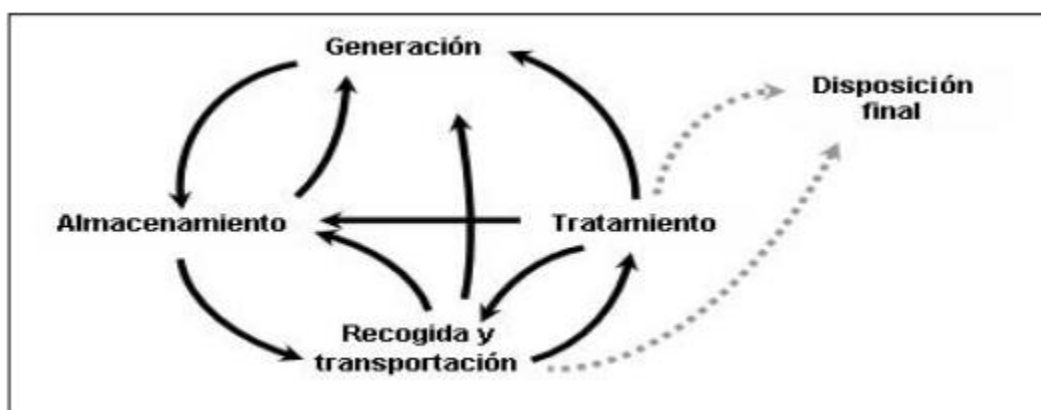 Generación
Disposición
final
Almacenamiento
Tratamiento
Recogida y
transportación